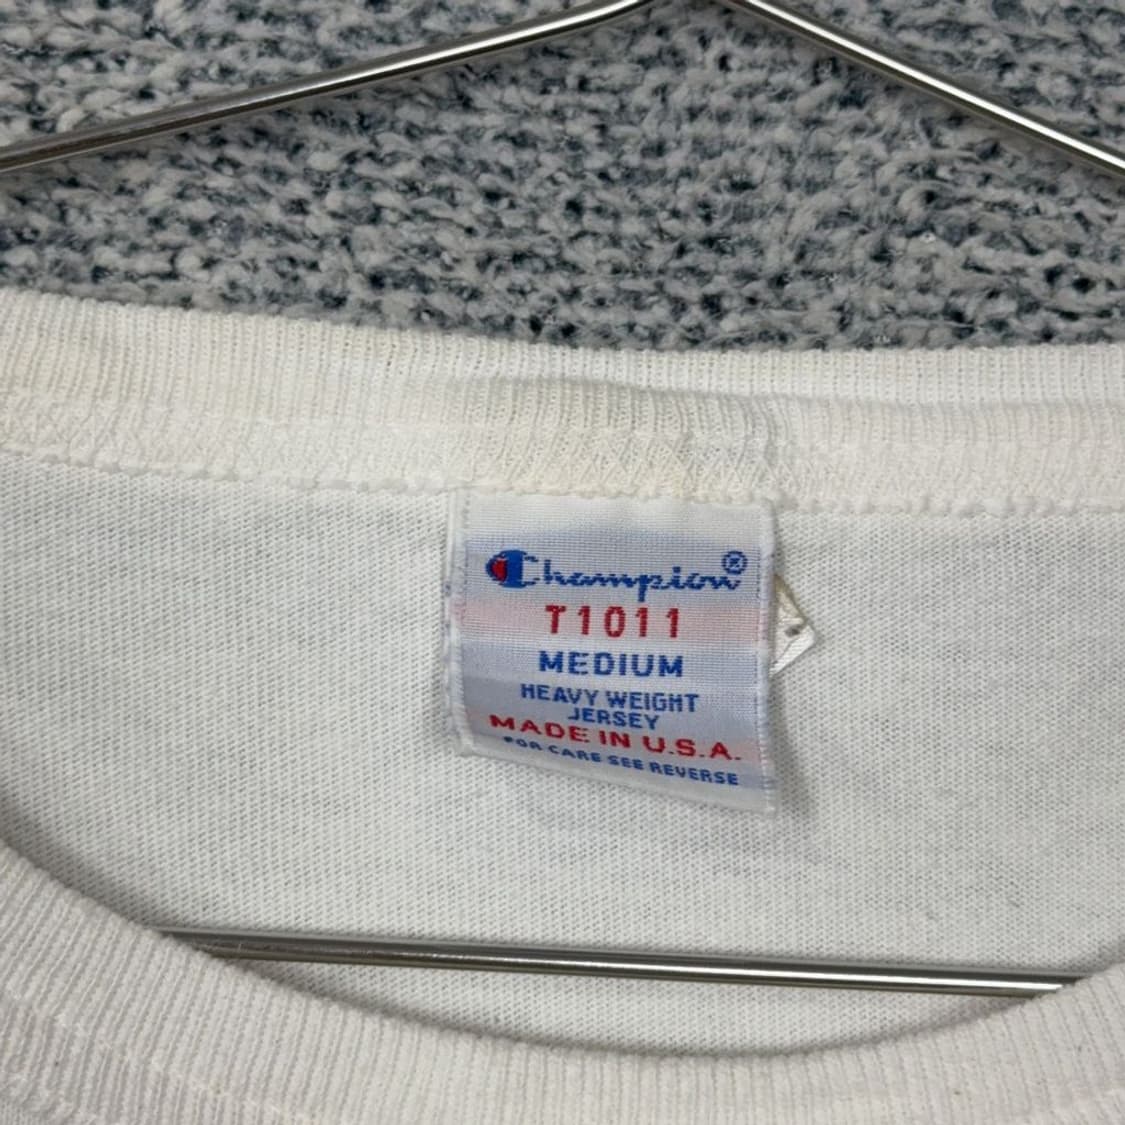 Champion®
T1011
MEDIUM
HEAVY WEIGHT
JERSEY
MADE IN U.S.A.
FOR CARE SEE REVERSE